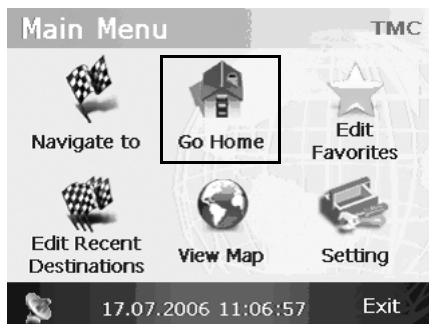 Main Menu
TMC
Navigate to
Go Home
Edit
Favorites
Edit Recent
Destinations
View Map
Setting
17.07.2006 11:06:57
Exit